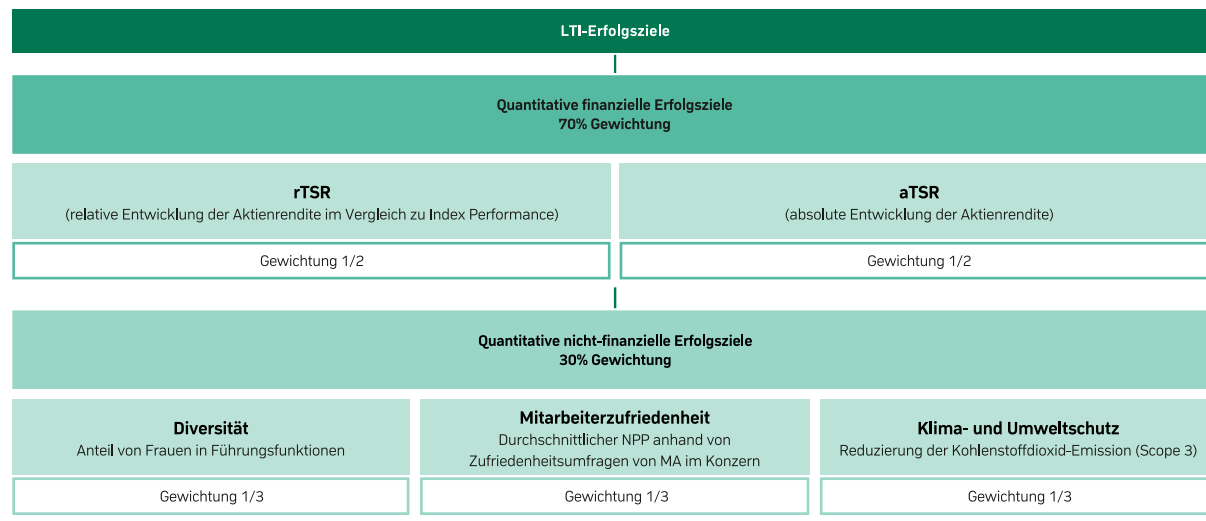 LTI-Erfolgsziele
Quantitative finanzielle Erfolgsziele
70% Gewichtung
rTSR
(relative Entwicklung der Aktienrendite im Vergleich zu Index Performance)
Gewichtung 1/2
aTSR
(absolute Entwicklung der Aktienrendite)
Gewichtung 1/2
Quantitative nicht-finanzielle Erfolgsziele
30% Gewichtung
Diversität
Anteil von Frauen in Führungsfunktionen
Gewichtung 1/3
Mitarbeiterzufriedenheit
Durchschnittlicher NPP anhand von
Zufriedenheitsumfragen von MA im Konzern
Gewichtung 1/3
Klima- und Umweltschutz
Reduzierung der Kohlenstoffdioxid-Emission (Scope 3)
Gewichtung 1/3